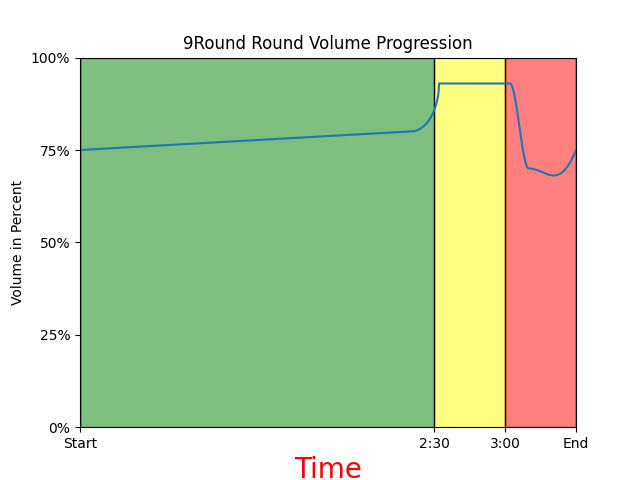 9Round Round Volume Progression
100%
75%
50%
25%
0%
Volume in Percent
Start 2:30 3:00 End
Time